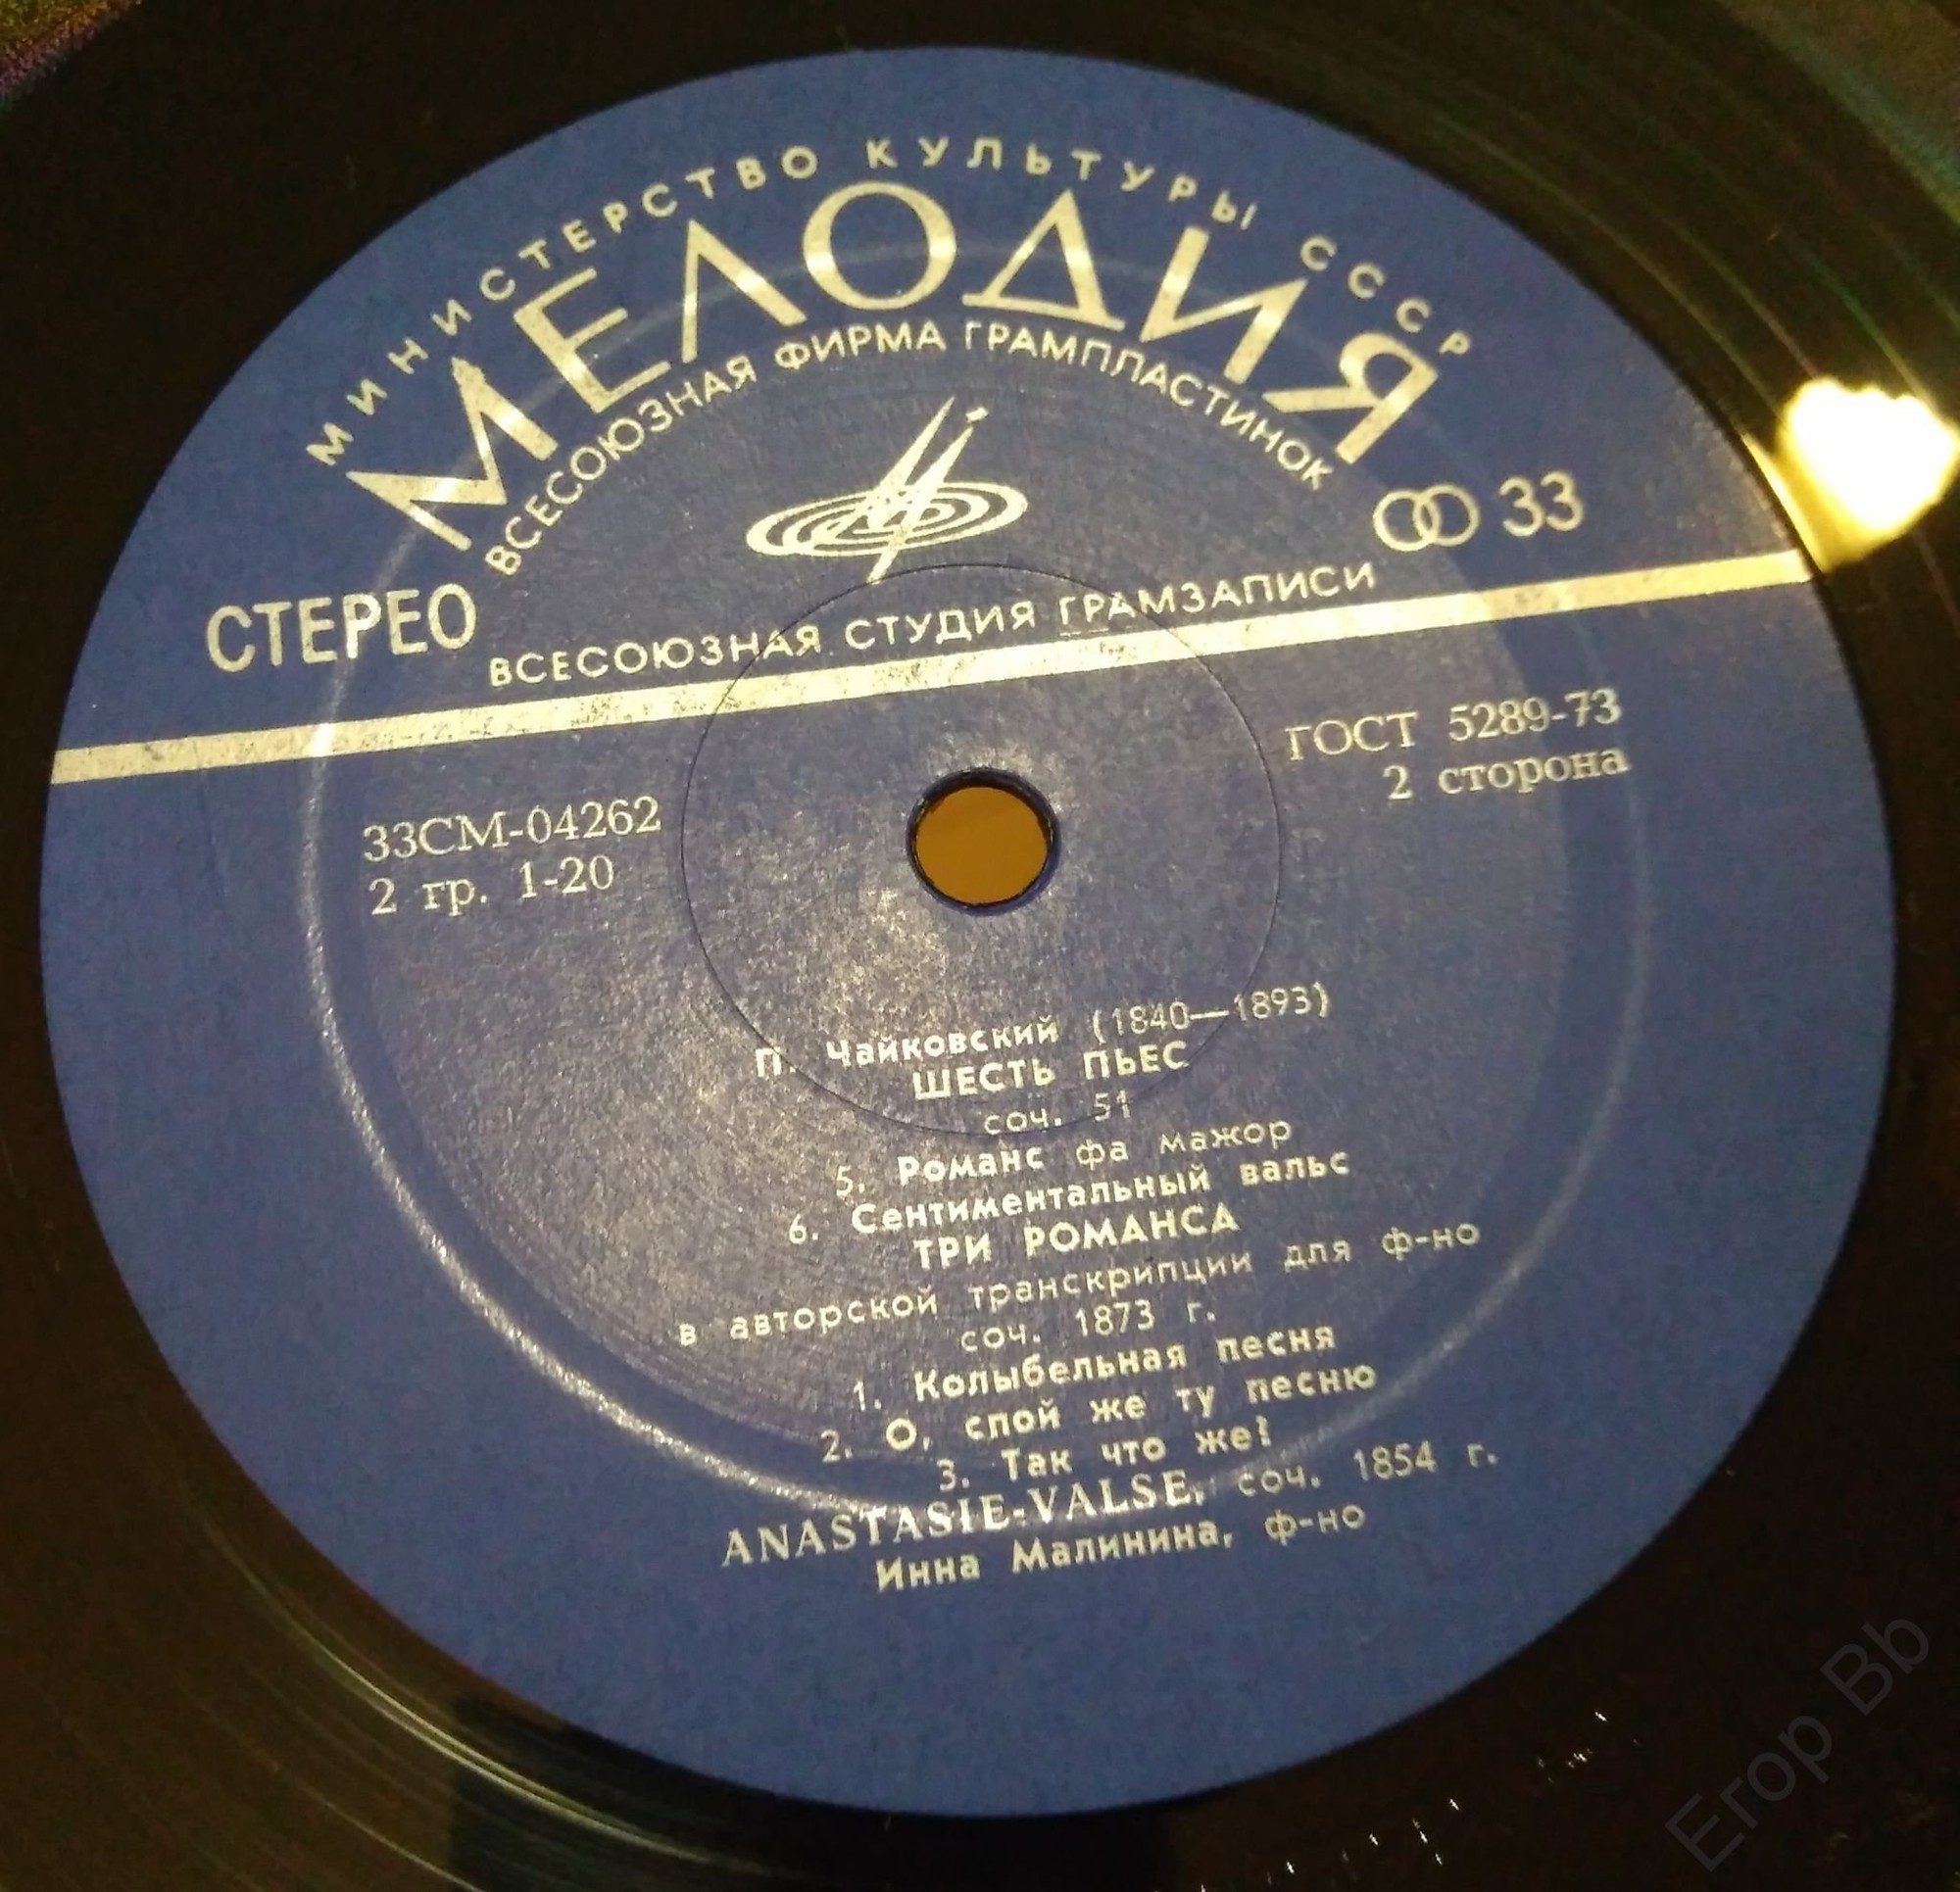 МИНИСТЕРСТВО КУЛЬТУРЫ СССР
МЕЛОДИЯ
ВСЕСОЮЗНАЯ ФИРМА ГРАМПЛАСТИНОК
СТЕРЕО
33
ВСЕСОЮЗНАЯ СТУДИЯ ГРАМЗАПИСИ
ГОСТ 5289-73
2 сторона
33СМ-04262
2 гр. 1-20
П. Чайковский (1840—1893)
ШЕСТЬ ПЬЕС
соч. 51
5. Романс фа мажор
6. Сентиментальный вальс
ТРИ РОМАНСА
в авторской транскрипции для ф-но
соч. 1873 г.
1. Колыбельная песня
2. О, спой же ту песню
3. Так что же!
ANASTASIE-VALSE, соч. 1854 г.
Инна Малинина, ф-но
Егор Bb